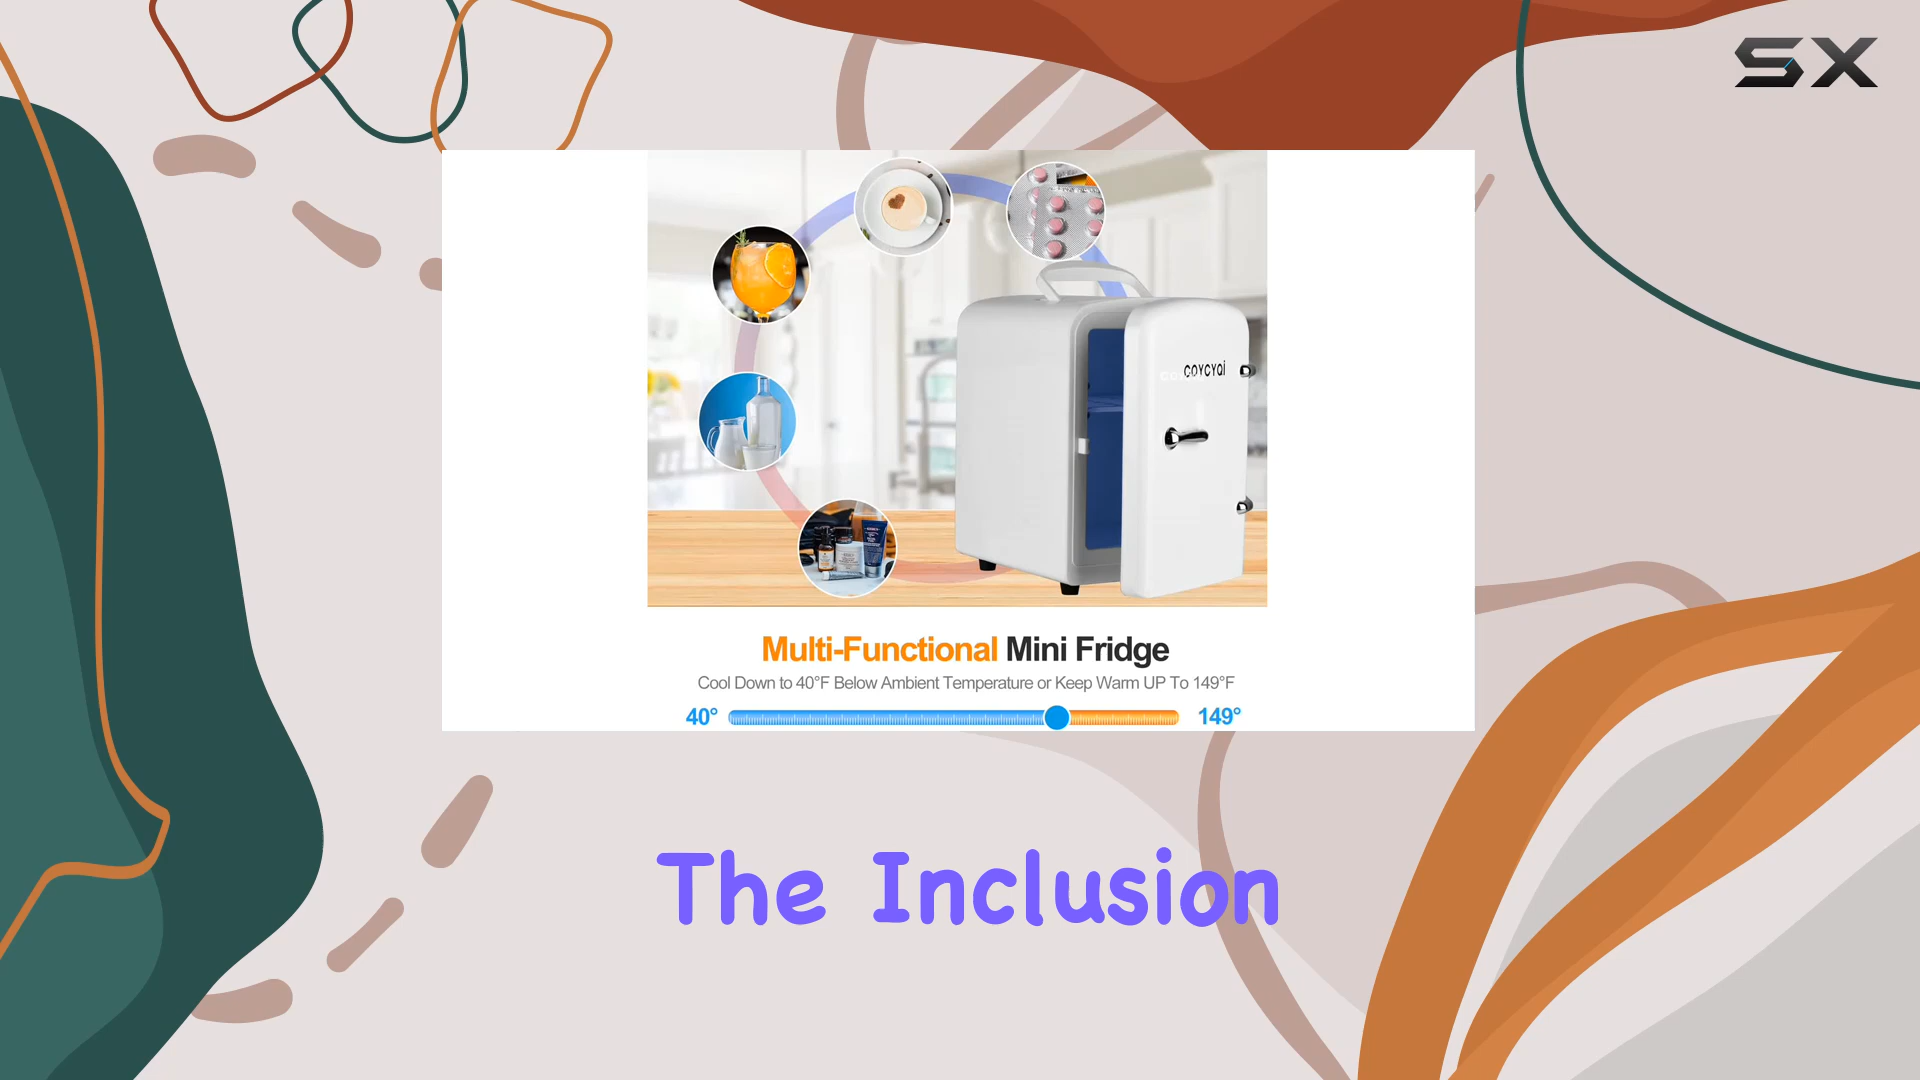 SX
COYCYQI
Multi-Functional Mini Fridge
Cool Down to 40°F Below Ambient Temperature or Keep Warm UP To 149°F
40° 149°
The Inclusion